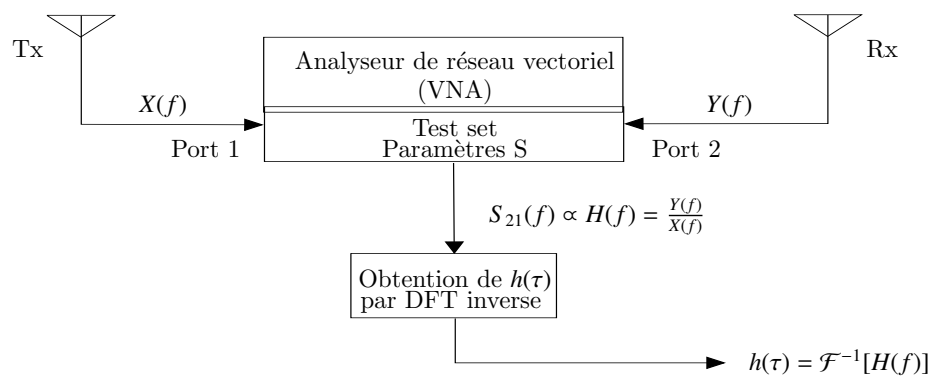 Tx
Rx
Analyseur de réseau vectoriel
(VNA)
X(f)
Y(f)
Test set
Paramètres S
Port 1
Port 2
S₂₁(f) ∝ H(f) = Y(f)/X(f)
Obtention de h(τ)
par DFT inverse
h(τ) = ℱ⁻¹[H(f)]